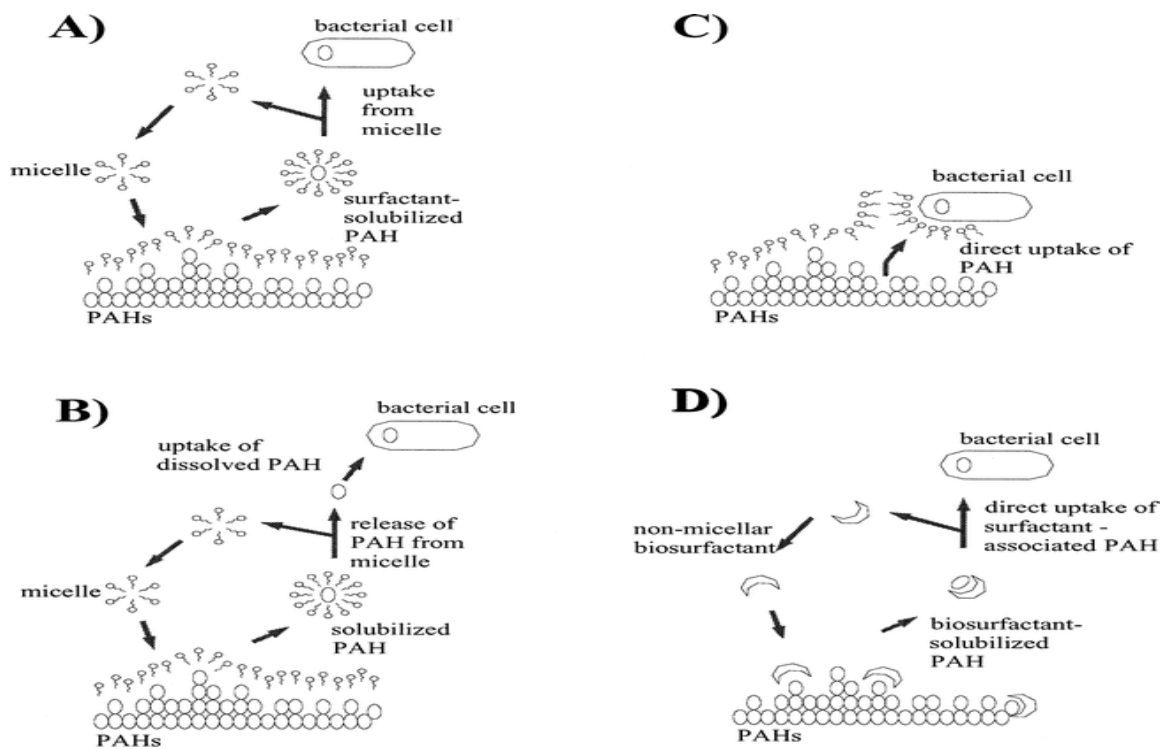 A)
bacterial cell
uptake
from
micelle
micelle
surfactant-
solubilized
PAH
PAHs
B)
bacterial cell
uptake of
dissolved PAH
release of
PAH from
micelle
micelle
solubilized
PAH
PAHs
C)
bacterial cell
direct uptake of
PAH
PAHs
D)
bacterial cell
non-micellar
biosurfactant
direct uptake of
surfactant -
associated PAH
biosurfactant-
solubilized
PAH
PAHs